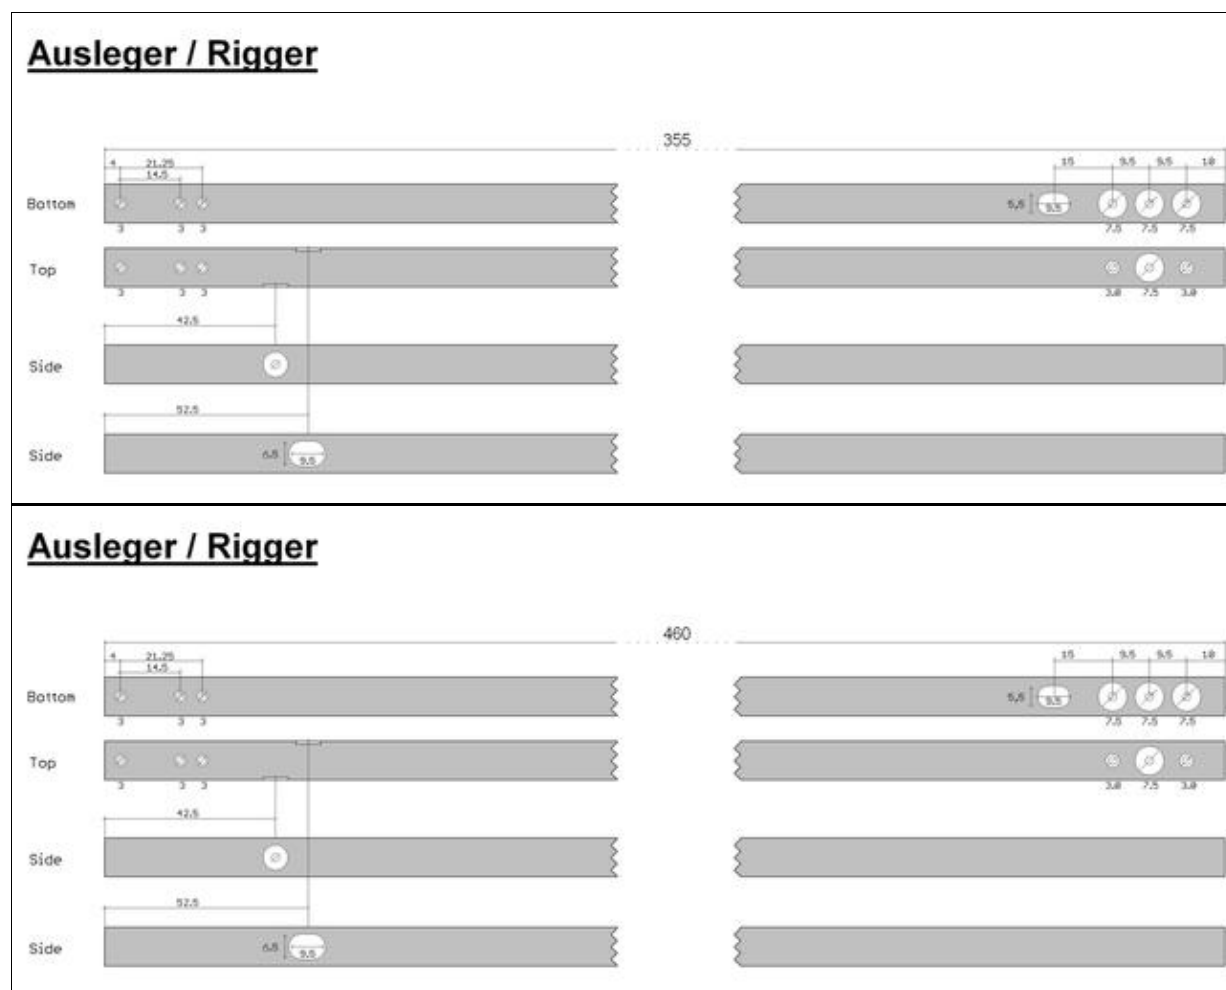 Ausleger / Rigger
355
4 21.25 15 9.5 9.5 10
14.5
Bottom 5,5 9.5
3 3 3 7.5 7.5 7.5
Top
3 3 3 3.0 7.5 3.0
42.5
Side
52.5
Side 6.5 9.5
Ausleger / Rigger
460
4 21.25 15 9.5 9.5 10
14.5
Bottom 5,5 9.5
3 3 3 7.5 7.5 7.5
Top
3 3 3 3.0 7.5 3.0
42.5
Side
52.5
Side 6.5 9.5